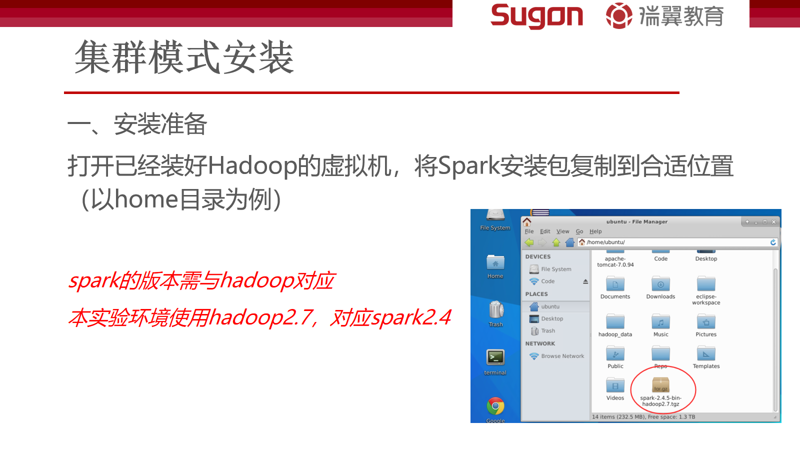 Sugon 瑞翼教育
集群模式安装
一、安装准备
打开已经装好Hadoop的虚拟机，将Spark安装包复制到合适位置
（以home目录为例）
spark的版本需与hadoop对应
本实验环境使用hadoop2.7，对应spark2.4
File System
Home
Trash
Terminal
ubuntu - File Manager
File Edit View Go Help
/home/ubuntu/
DEVICES
File System
Code
PLACES
ubuntu
Desktop
Trash
NETWORK
Browse Network
apache-
tomcat-7.0.94
Code
Desktop
Documents
Downloads
eclipse-
workspace
hadoop_data
Music
Pictures
Public
Templates
Videos
spark-2.4.5-bin-
hadoop2.7.tgz
14 items (232.5 MB), Free space: 1.3 TB